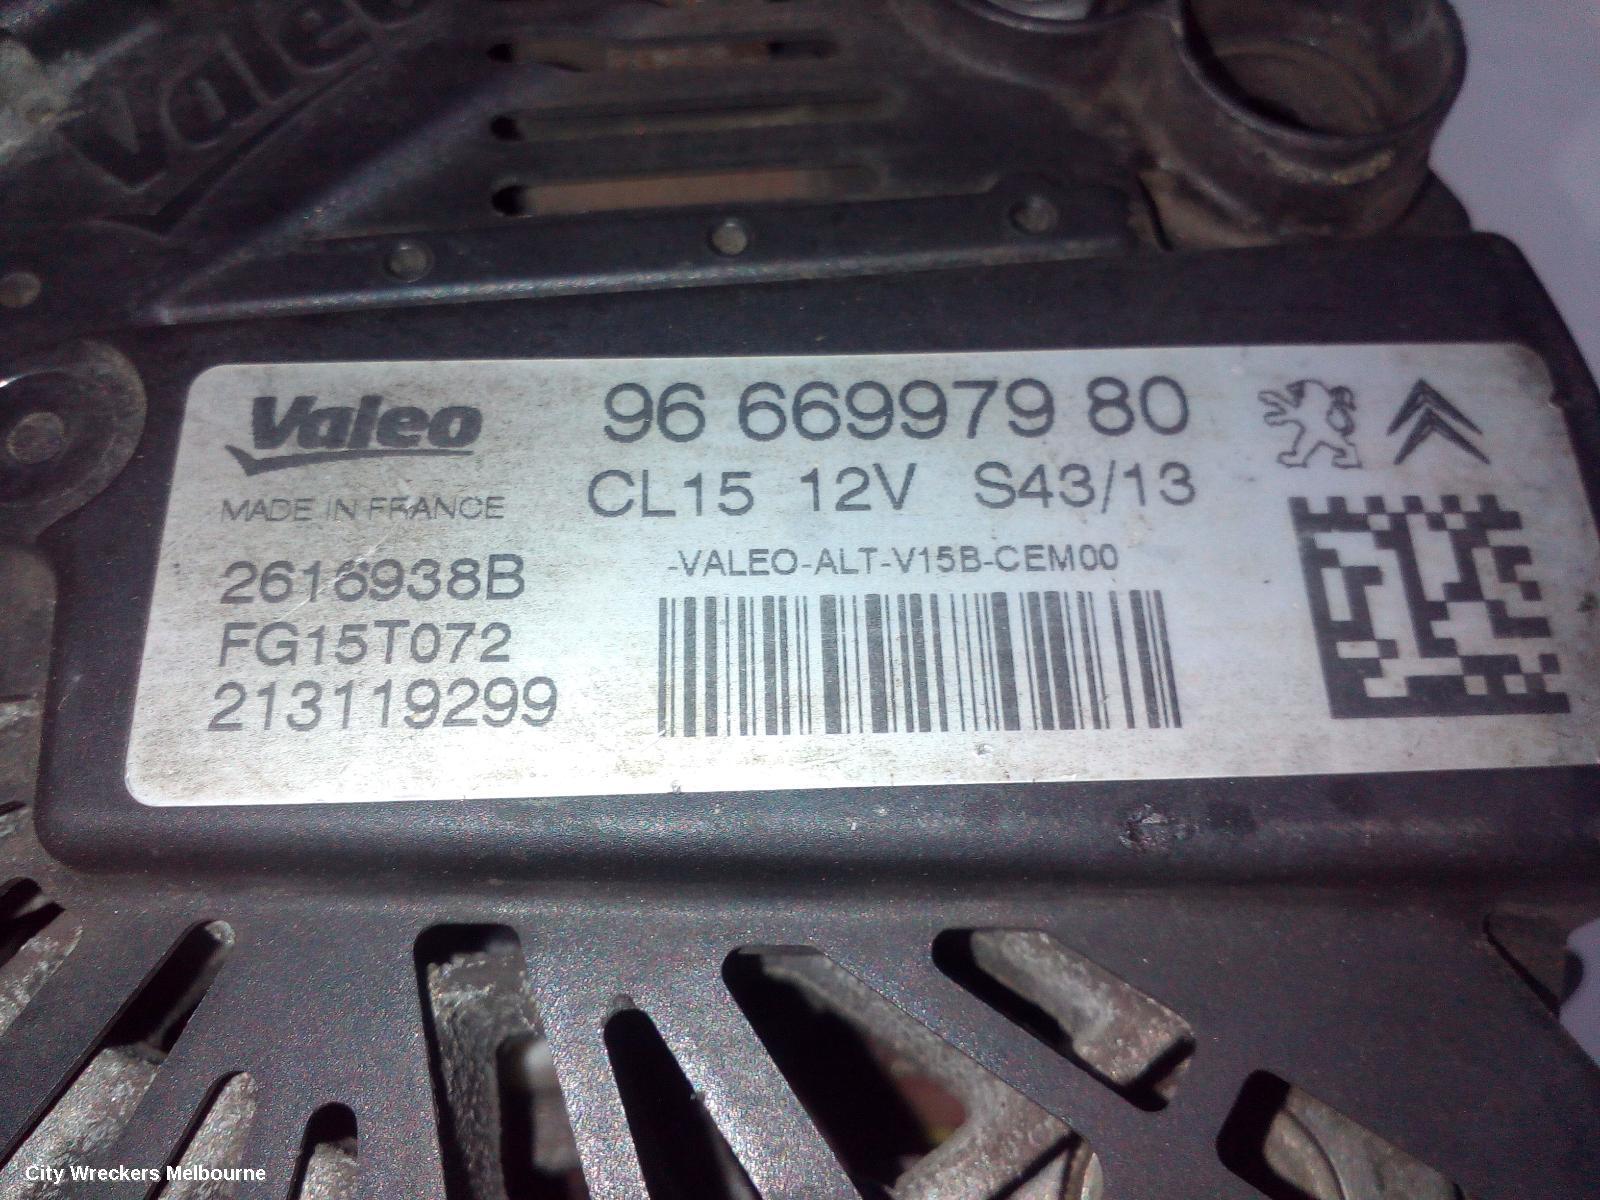 Valeo
Valeo
96 669979 80
MADE IN FRANCE
CL15 12V S43/13
-VALEO-ALT-V15B-CEM00
2616938B
FG15T072
213119299
City Wreckers Melbourne